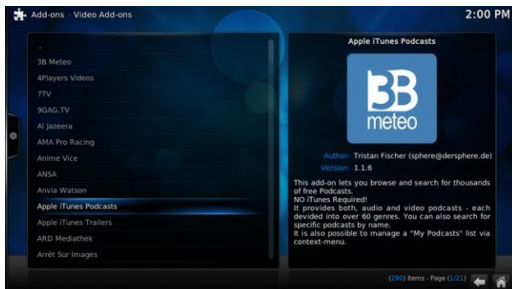 Add-ons · Video Add-ons
2:00 PM
..
3B Meteo
4Players Videos
7TV
9GAG.TV
Al Jazeera
AMA Pro Racing
Anime Vice
ANSA
Anvia Watson
Apple iTunes Podcasts
Apple iTunes Trailers
ARD Mediathek
Arrêt Sur Images
Apple iTunes Podcasts
3B
meteo
Author: Tristan Fischer (sphere@dersphere.de)
Version: 1.1.6
This add-on lets you browse and search for thousands
of free Podcasts.
NO iTunes Required!
It provides both, audio and video podcasts - each
devided into over 60 genres. You can also search for
specific podcasts by name.
It is also possible to manage a "My Podcasts" list via
context-menu.
(290) Items - Page (1/21)